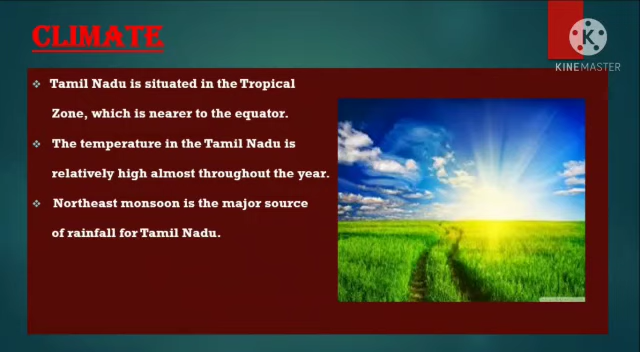 CLIMATE
KINEMASTER
Tamil Nadu is situated in the Tropical
Zone, which is nearer to the equator.
The temperature in the Tamil Nadu is
relatively high almost throughout the year.
Northeast monsoon is the major source
of rainfall for Tamil Nadu.